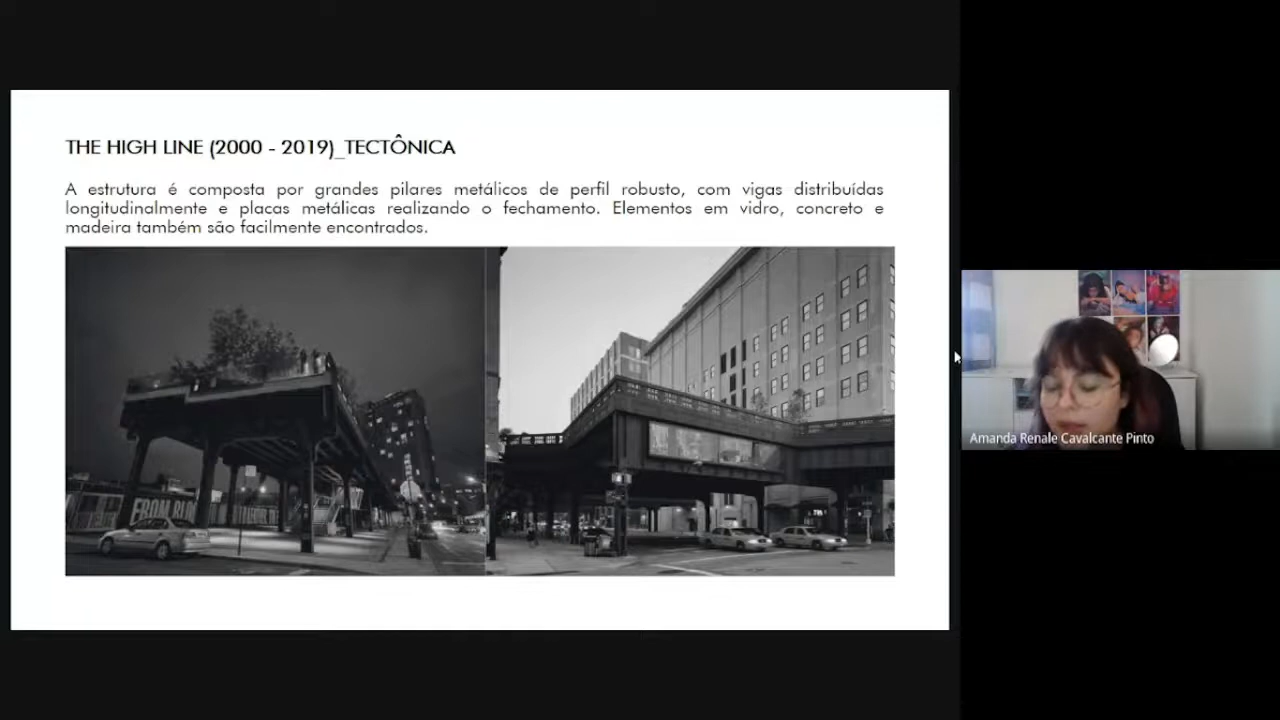 THE HIGH LINE (2000 - 2019)_TECTÔNICA
A estrutura é composta por grandes pilares metálicos de perfil robusto, com vigas distribuídas
longitudinalmente e placas metálicas realizando o fechamento. Elementos em vidro, concreto e
madeira também são facilmente encontrados.
FROM
Amanda Renale Cavalcante Pinto